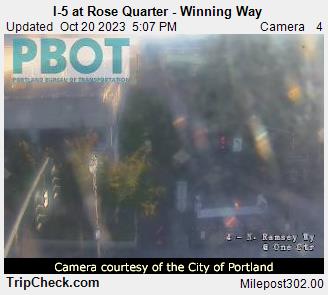 I-5 at Rose Quarter - Winning Way
Updated Oct 20 2023 5:07 PM Camera 4
PBOT
PORTLAND BUREAU OF TRANSPORTATION
4 - N. Ramsey Wy
@ One Ctr
Camera courtesy of the City of Portland
TripCheck.com Milepost302.00